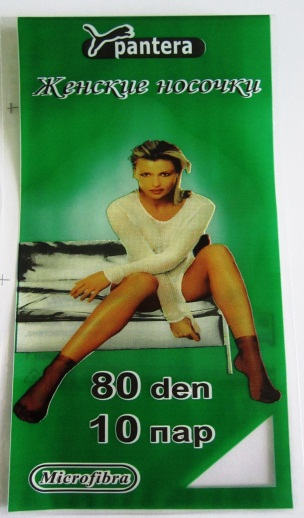 pantera
Женские носочки
80 den
10 пар
Microfibra